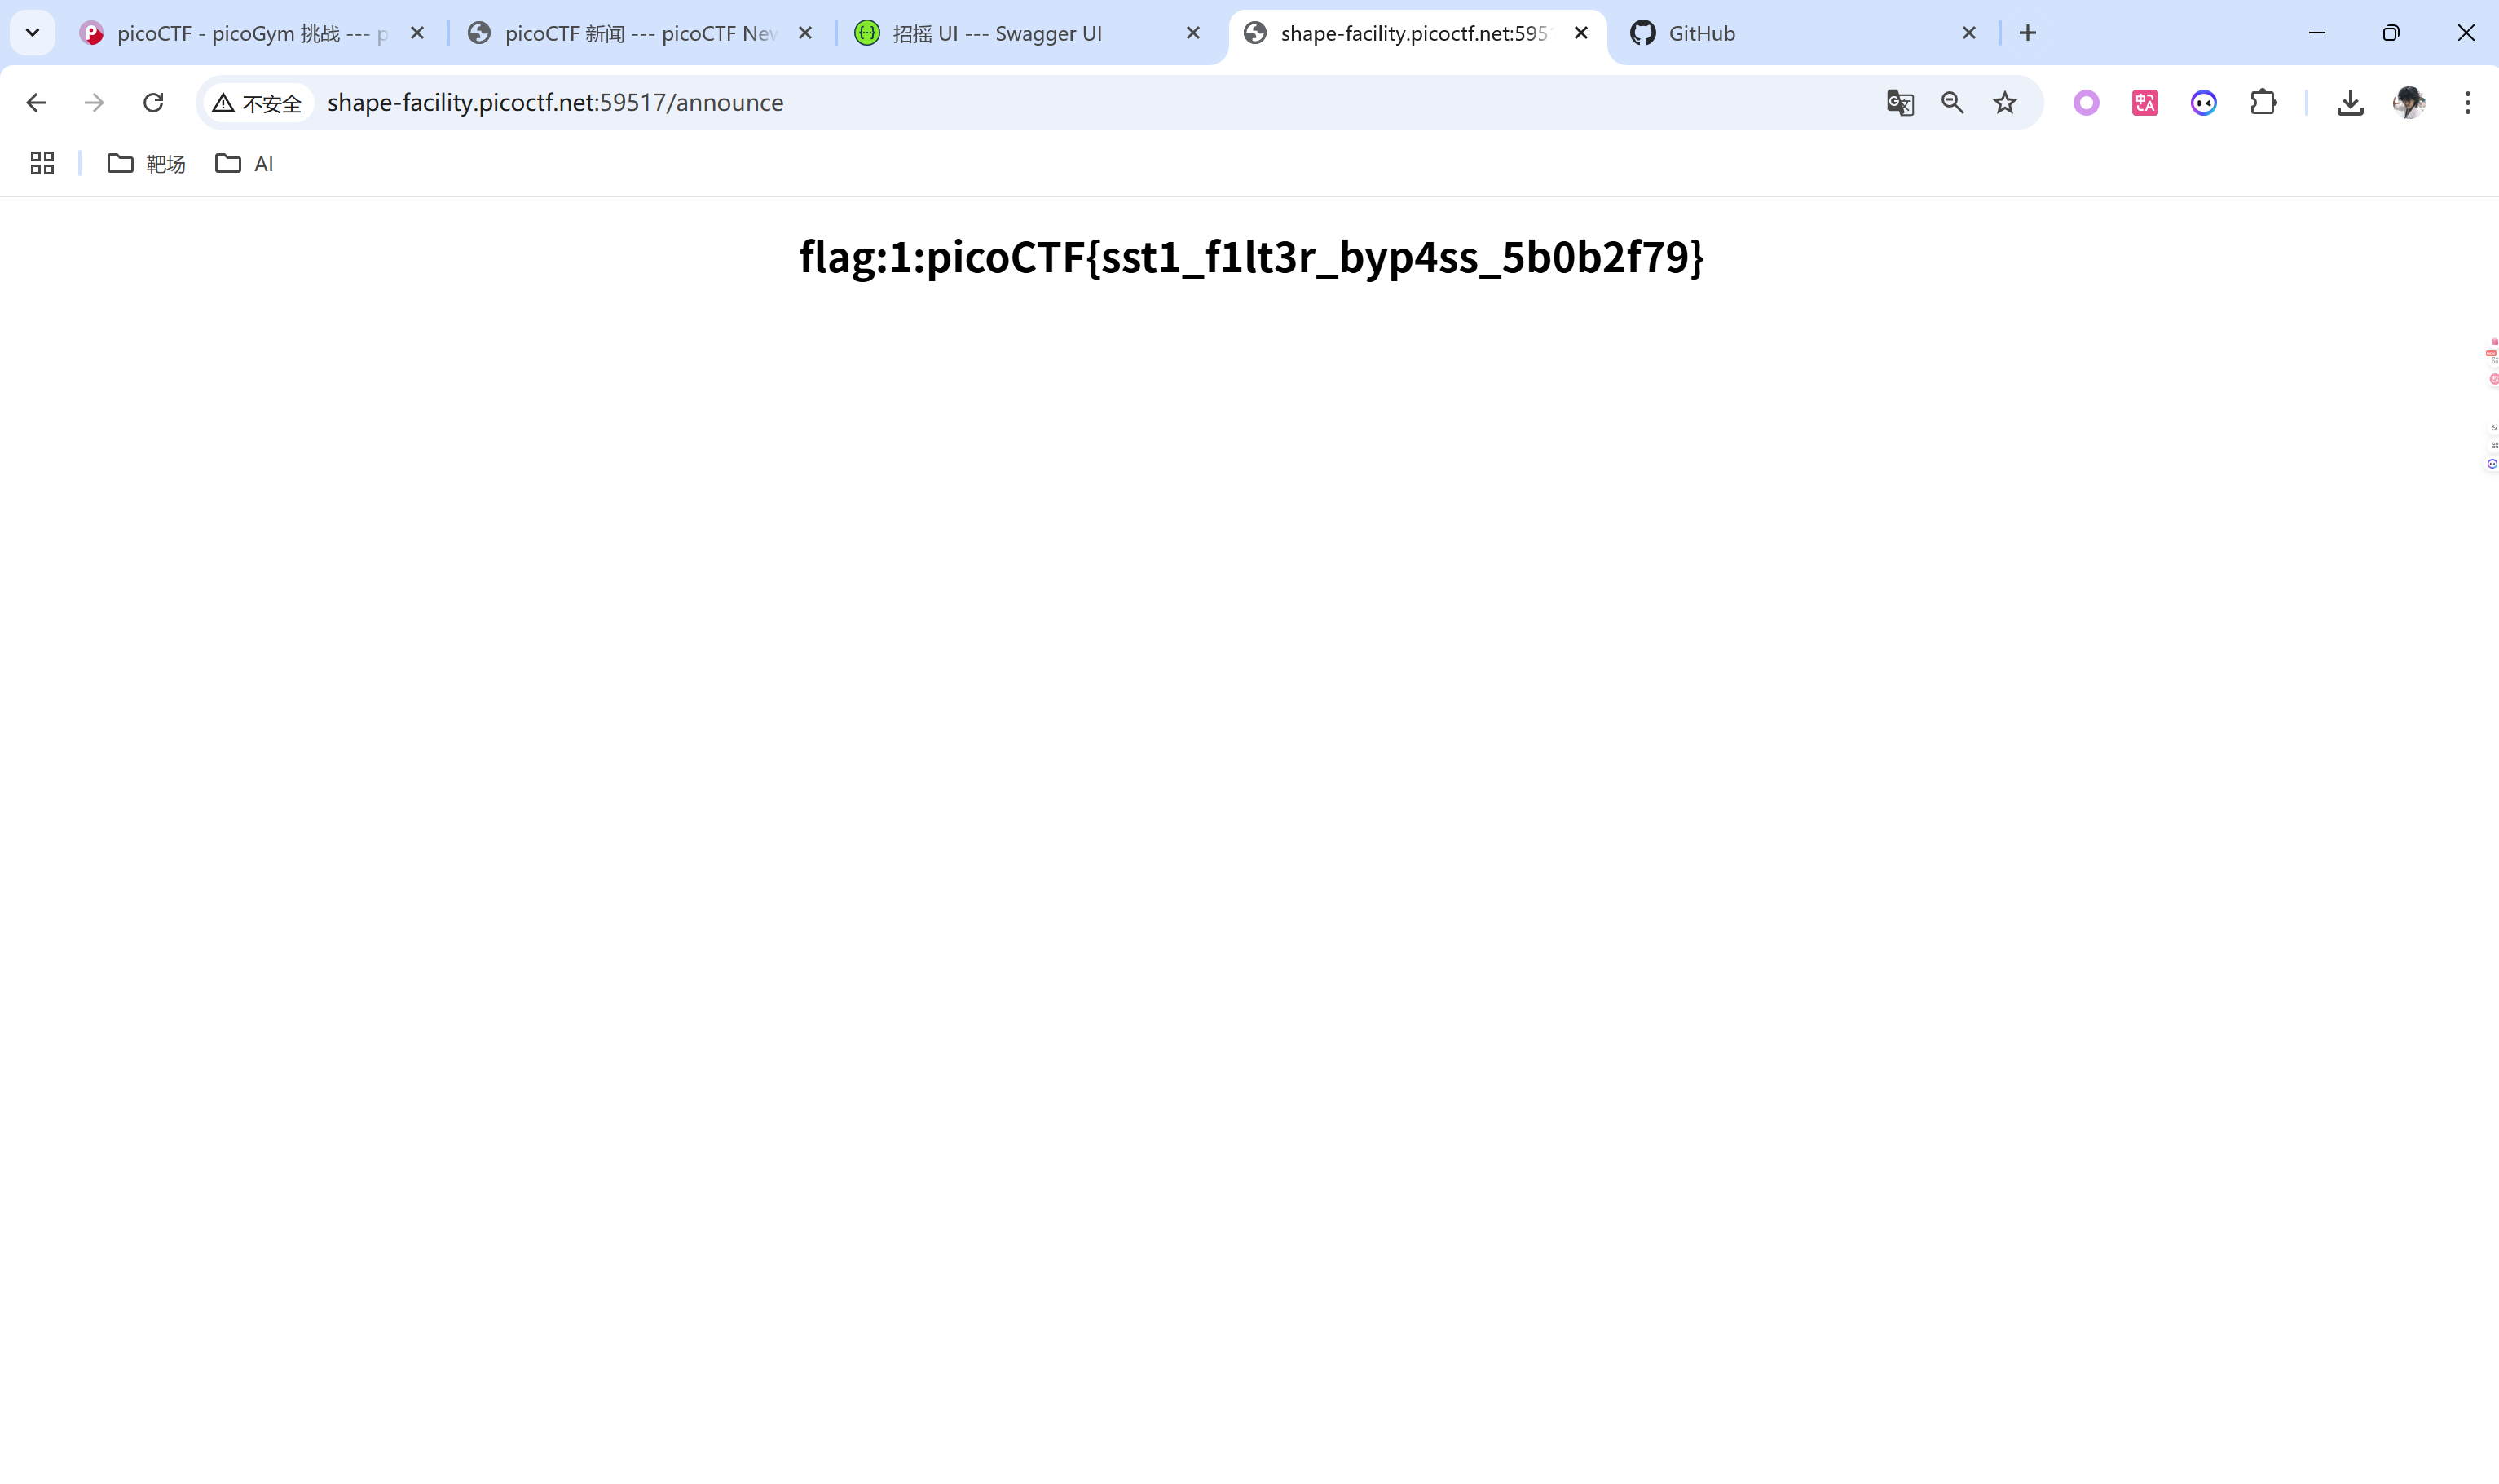 picoCTF - picoGym 挑战 --- p
picoCTF 新闻 --- picoCTF New
招摇 UI --- Swagger UI
shape-facility.picoctf.net:595
GitHub
不安全
shape-facility.picoctf.net:59517/announce
靶场
AI
flag:1:picoCTF{sst1_f1lt3r_byp4ss_5b0b2f79}